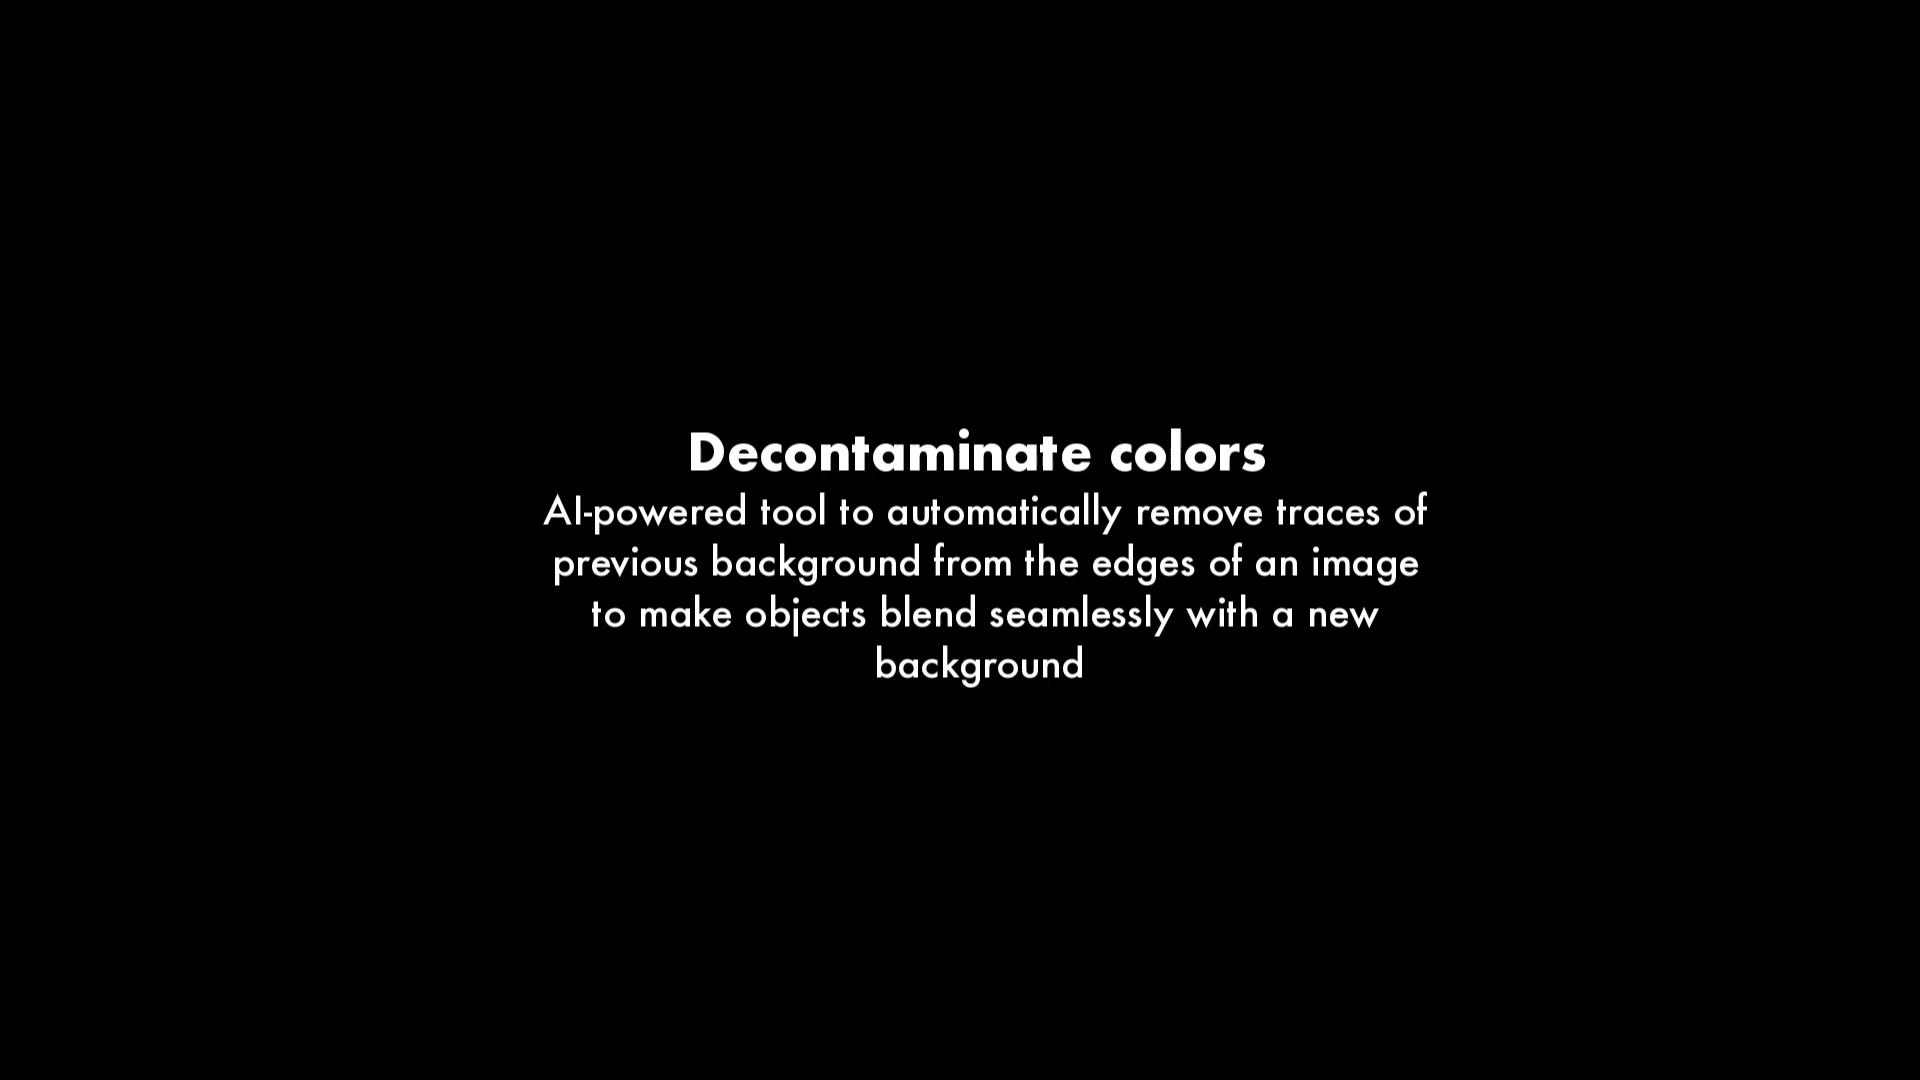 Decontaminate colors
AI-powered tool to automatically remove traces of
previous background from the edges of an image
to make objects blend seamlessly with a new
background